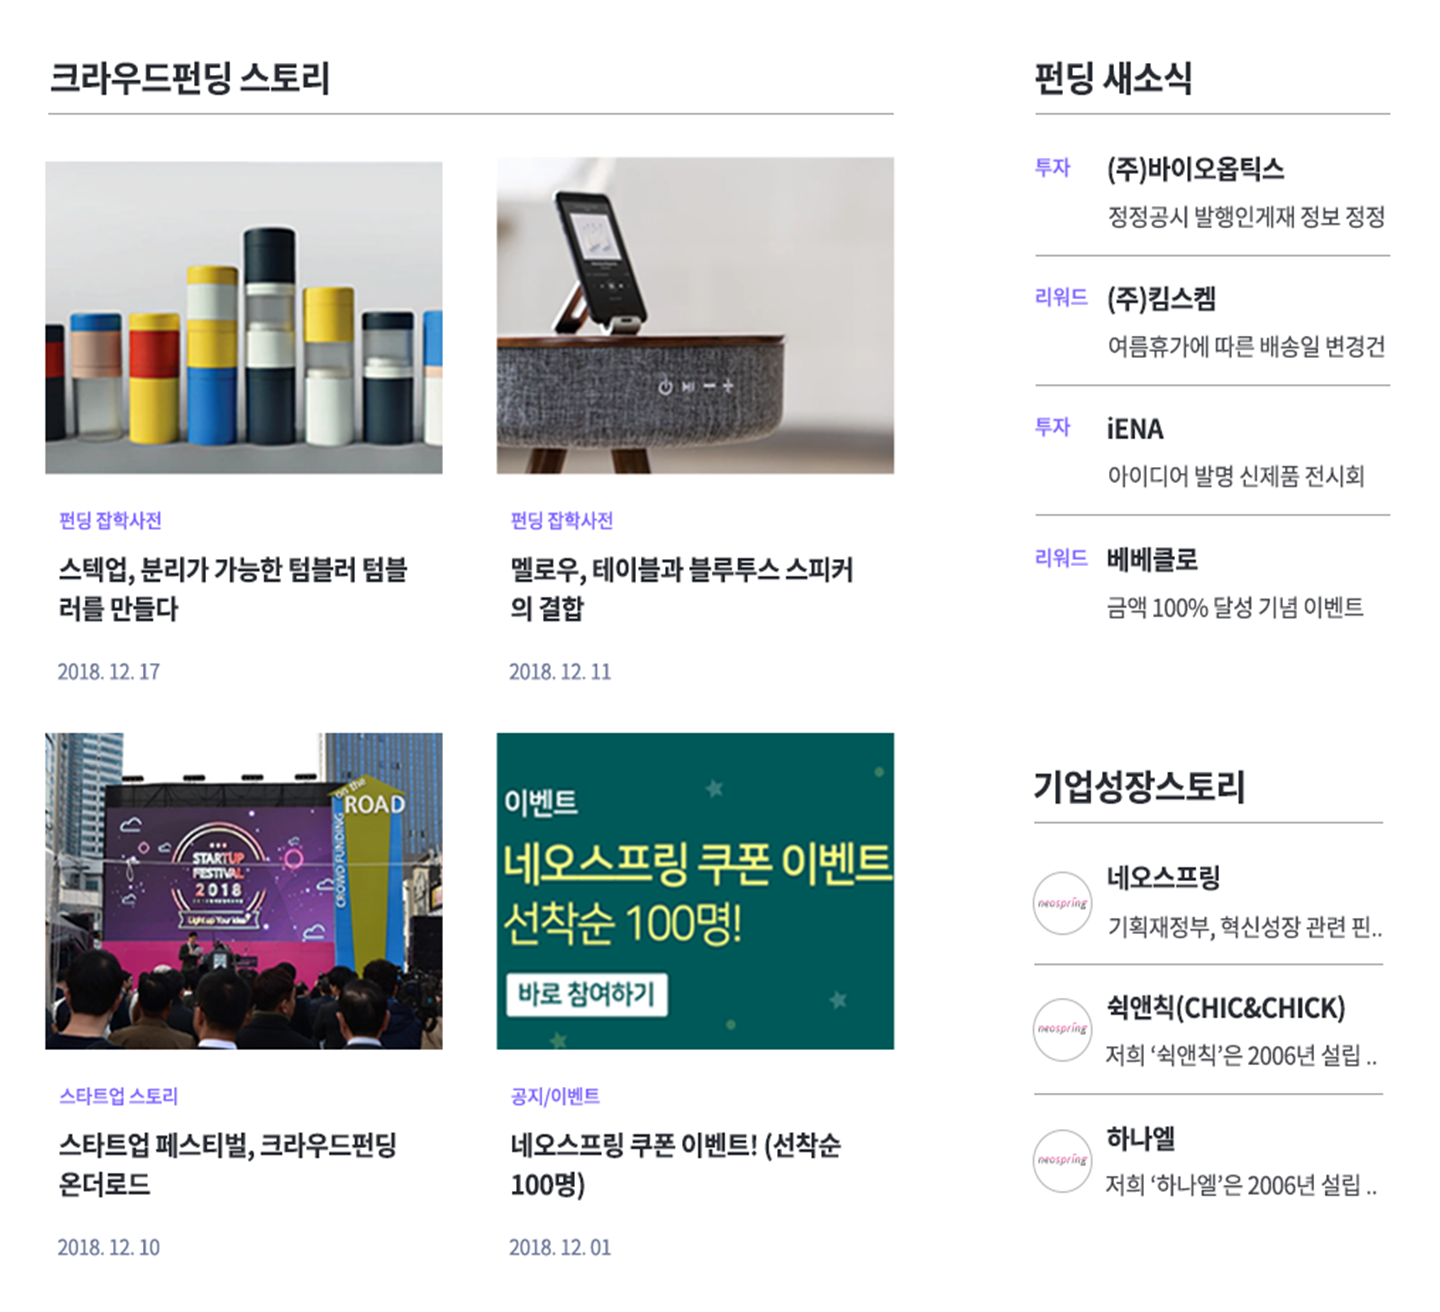 크라우드펀딩 스토리
펀딩 잡학사전
스텍업, 분리가 가능한 텀블러 텀블
러를 만들다
2018. 12. 17
펀딩 잡학사전
멜로우, 테이블과 블루투스 스피커
의 결합
2018. 12. 11
on the
ROAD
CROWD FUNDING
STARTUP
FESTIVAL
2018
Light up Your idea
스타트업 스토리
스타트업 페스티벌, 크라우드펀딩
온더로드
2018. 12. 10
이벤트
네오스프링 쿠폰 이벤트
선착순 100명!
바로 참여하기
공지/이벤트
네오스프링 쿠폰 이벤트! (선착순
100명)
2018. 12. 01
펀딩 새소식
투자 (주)바이오옵틱스
정정공시 발행인게재 정보 정정
리워드 (주)킴스켐
여름휴가에 따른 배송일 변경건
투자 iENA
아이디어 발명 신제품 전시회
리워드 베베클로
금액 100% 달성 기념 이벤트
기업성장스토리
neospring
네오스프링
기획재정부, 혁신성장 관련 핀..
neospring
쉭앤칙(CHIC&CHICK)
저희 ‘쉭앤칙’은 2006년 설립 ..
neospring
하나엘
저희 ‘하나엘’은 2006년 설립 ..